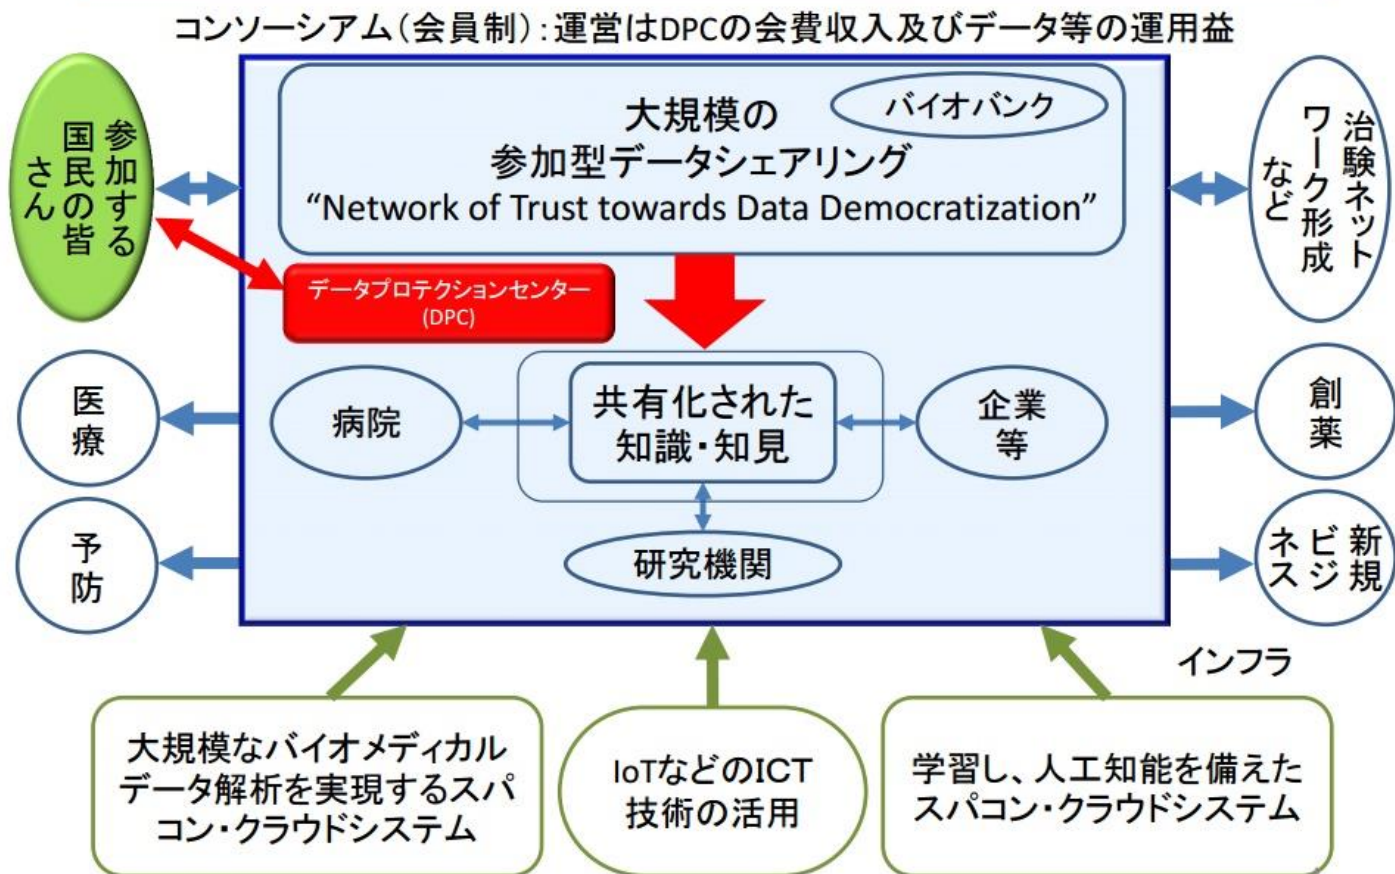 コンソーシアム(会員制):運営はDPCの会費収入及びデータ等の運用益
参加する
国民の皆
さん
大規模の
バイオバンク
参加型データシェアリング
“Network of Trust towards Data Democratization”
治験ネット
ワーク形成
など
データプロテクションセンター
(DPC)
医療
病院
共有化された
知識・知見
企業
等
創薬
予防
研究機関
新規
ビジ
ネス
インフラ
大規模なバイオメディカル
データ解析を実現するスパ
コン・クラウドシステム
IoTなどのICT
技術の活用
学習し、人工知能を備えた
スパコン・クラウドシステム